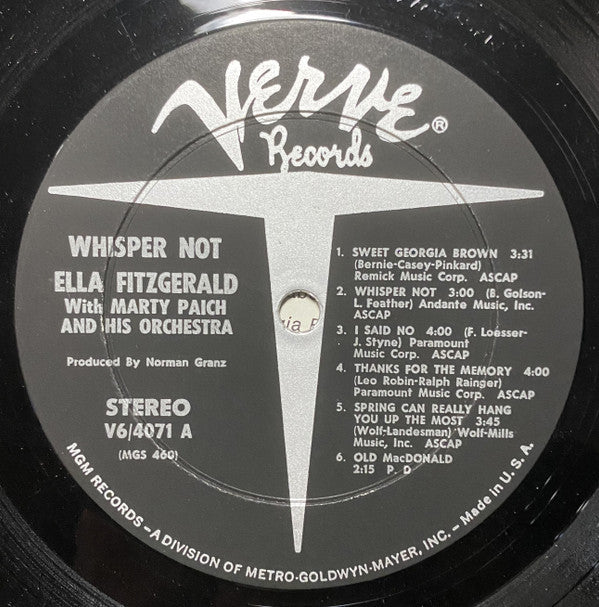 Verve®
Records
WHISPER NOT
ELLA FITZGERALD
With MARTY PAICH
AND HIS ORCHESTRA
Produced By Norman Granz
STEREO
V6/4071 A
(MGS 460)
1. SWEET GEORGIA BROWN 3:31
(Bernie-Casey-Pinkard)
Remick Music Corp. ASCAP
2. WHISPER NOT 3:00 (B. Golson-
L. Feather) Andante Music, Inc.
ASCAP
3. I SAID NO 4:00 (F. Loesser-
J. Styne) Paramount
Music Corp. ASCAP
4. THANKS FOR THE MEMORY 4:00
(Leo Robin-Ralph Rainger)
Paramount Music Corp. ASCAP
5. SPRING CAN REALLY HANG
YOU UP THE MOST 3:45
(Wolf-Landesman) Wolf-Mills
Music, Inc. ASCAP
6. OLD MacDONALD
2:15 P. D
MGM RECORDS – A DIVISION OF METRO-GOLDWYN-MAYER, INC. – Made in U. S. A.